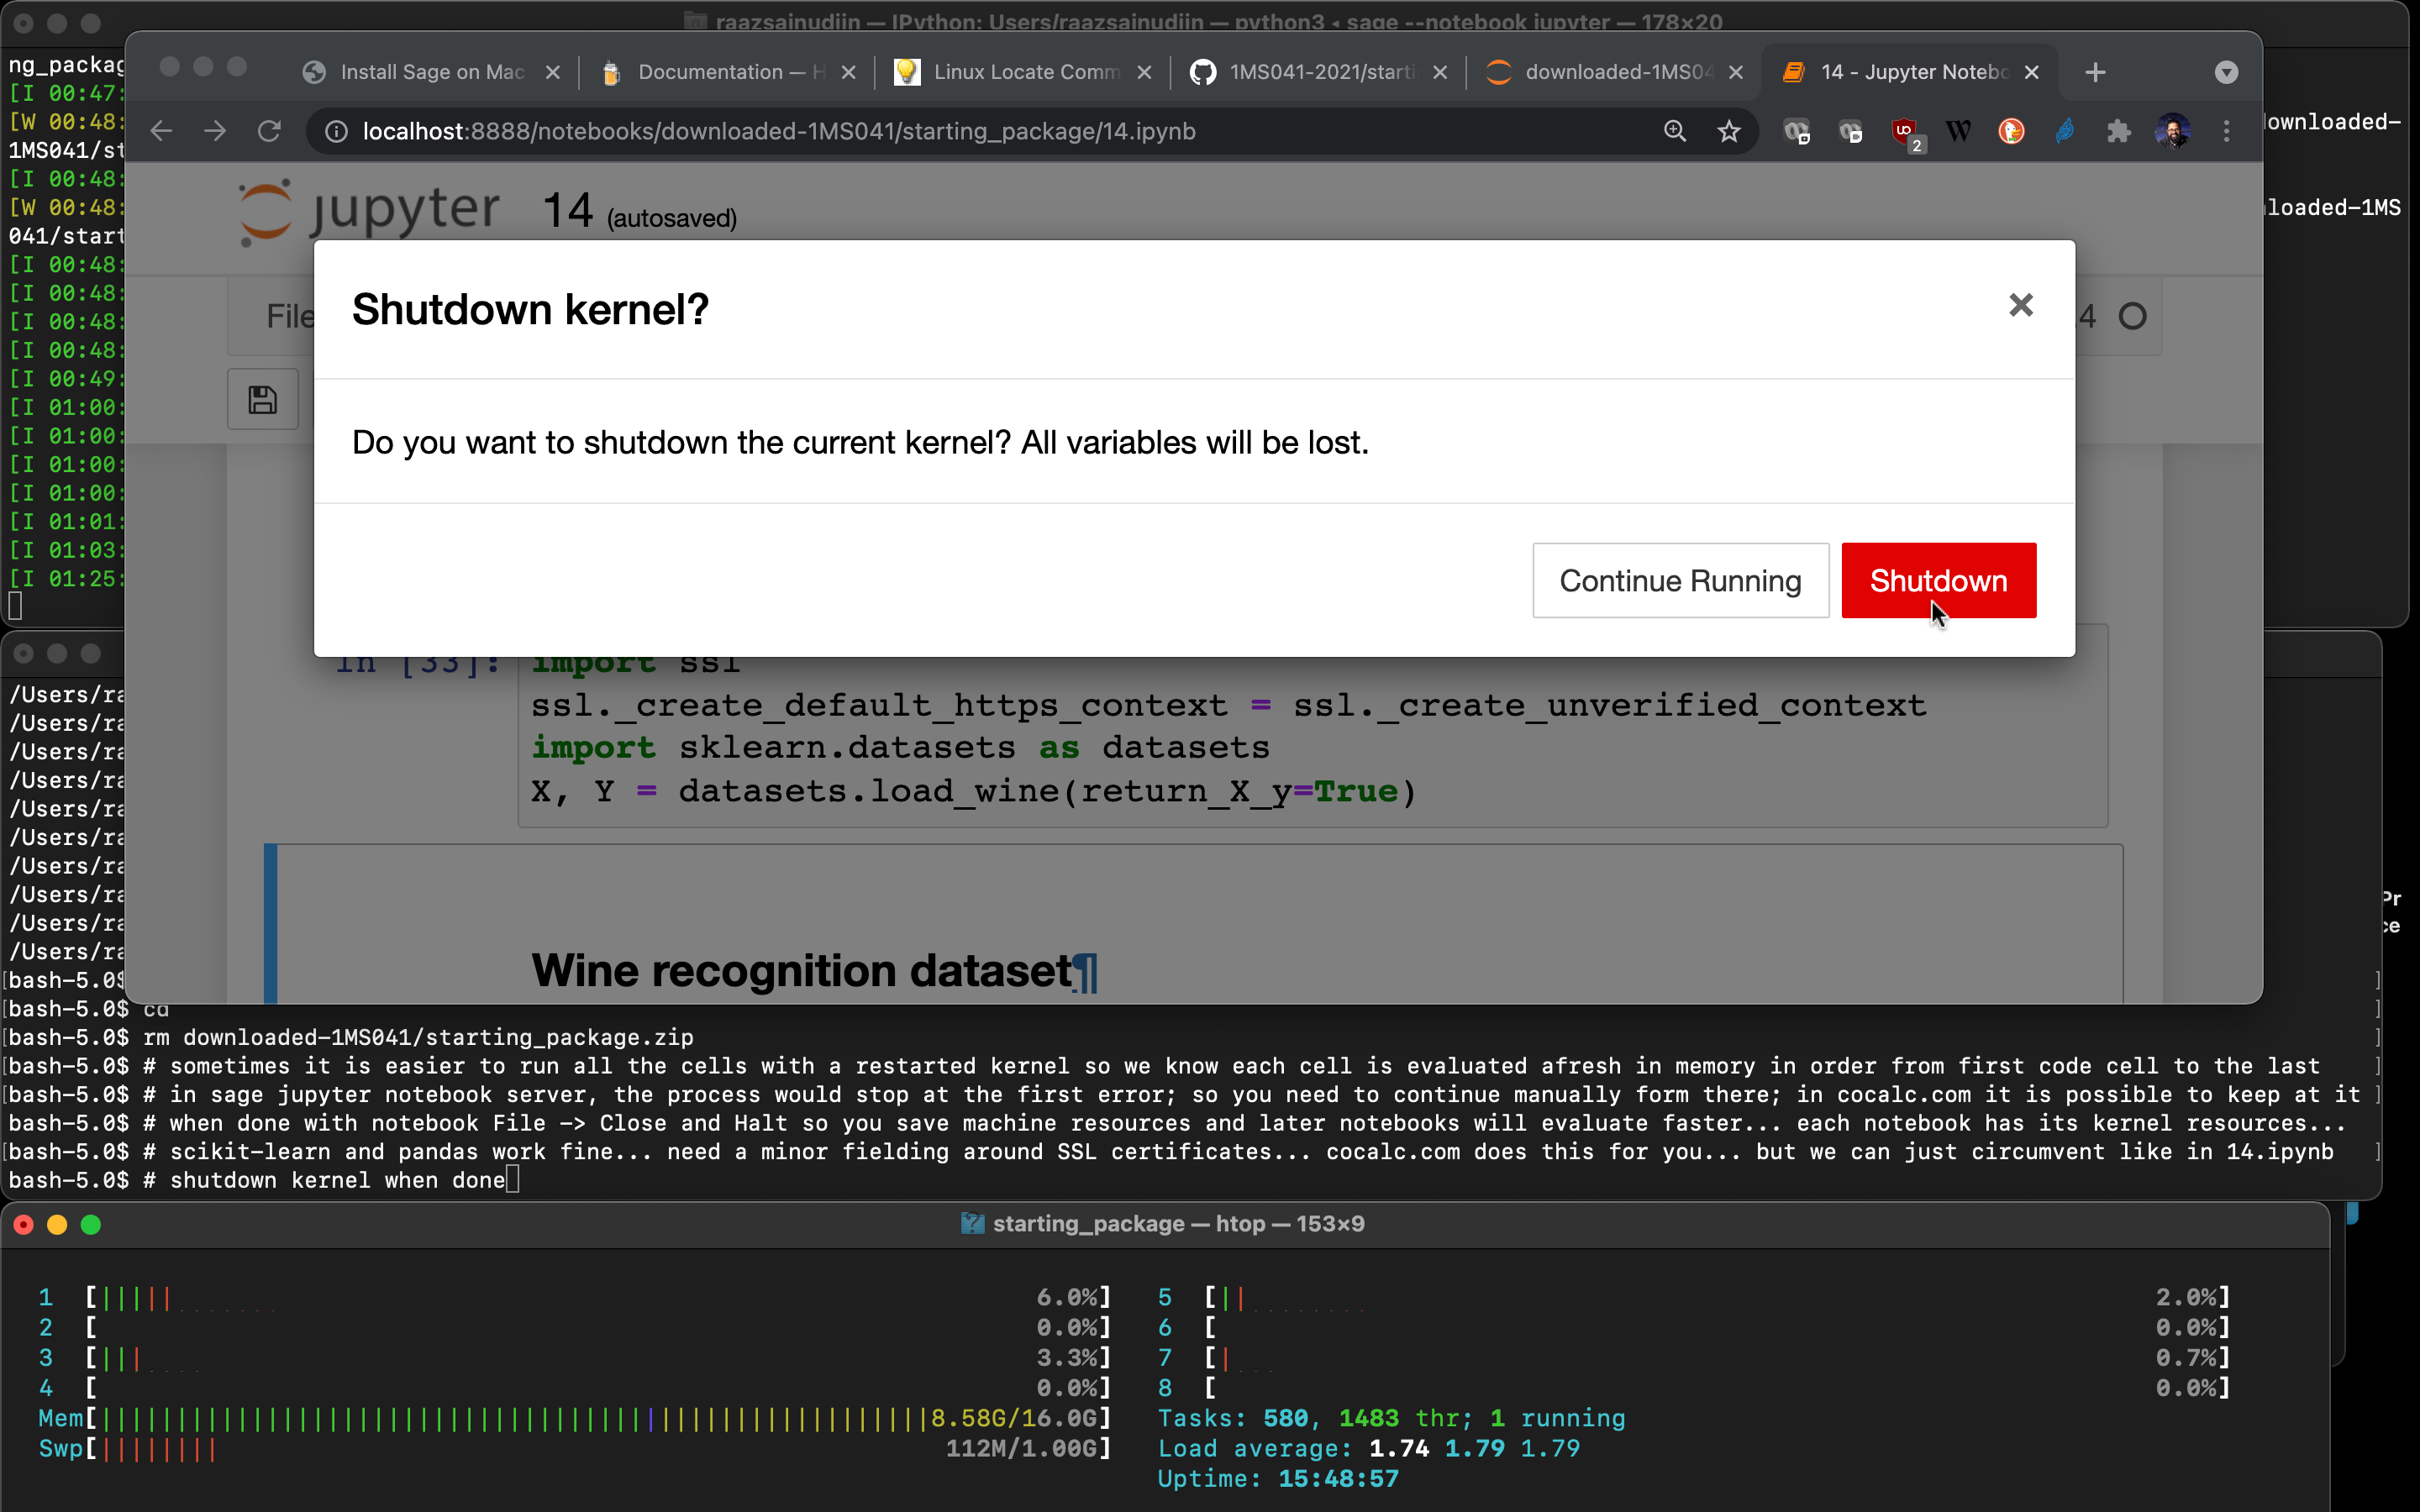 raazsainudiin — IPython: Users/raazsainudiin — python3 ◂ sage --notebook jupyter — 178×20
Install Sage on Mac
Documentation — H
Linux Locate Comm
1MS041-2021/starti
downloaded-1MS04
14 - Jupyter Notebo
localhost:8888/notebooks/downloaded-1MS041/starting_package/14.ipynb
2
ng_packag
[I 00:47:
[W 00:48:
ownloaded-
1MS041/st
[I 00:48:
[W 00:48:
loaded-1MS
041/start
[I 00:48:
[I 00:48:
[I 00:48:
[I 00:48:
[I 00:49:
[I 01:00:
[I 01:00:
[I 01:00:
[I 01:00:
[I 01:01:
[I 01:03:
[I 01:25:
jupyter 14 (autosaved)
File
4
Shutdown kernel?
Do you want to shutdown the current kernel? All variables will be lost.
Continue Running
Shutdown
In [33]: import ssl
ssl._create_default_https_context = ssl._create_unverified_context
import sklearn.datasets as datasets
X, Y = datasets.load_wine(return_X_y=True)
Wine recognition dataset¶
/Users/ra
/Users/ra
/Users/ra
/Users/ra
/Users/ra
/Users/ra
/Users/ra
/Users/ra
/Users/ra
/Users/ra
Pr
ce
[bash-5.0$ ]
[bash-5.0$ cd ]
[bash-5.0$ rm downloaded-1MS041/starting_package.zip ]
[bash-5.0$ # sometimes it is easier to run all the cells with a restarted kernel so we know each cell is evaluated afresh in memory in order from first code cell to the last ]
[bash-5.0$ # in sage jupyter notebook server, the process would stop at the first error; so you need to continue manually form there; in cocalc.com it is possible to keep at it ]
bash-5.0$ # when done with notebook File -> Close and Halt so you save machine resources and later notebooks will evaluate faster... each notebook has its kernel resources...
[bash-5.0$ # scikit-learn and pandas work fine... need a minor fielding around SSL certificates... cocalc.com does this for you... but we can just circumvent like in 14.ipynb ]
bash-5.0$ # shutdown kernel when done
starting_package — htop — 153×9
1 [||||| 6.0%] 5 [|| 2.0%]
2 [ 0.0%] 6 [ 0.0%]
3 [||| 3.3%] 7 [| 0.7%]
4 [ 0.0%] 8 [ 0.0%]
Mem[ 8.58G/16.0G] Tasks: 580, 1483 thr; 1 running
Swp[|||||||| 112M/1.00G] Load average: 1.74 1.79 1.79
Uptime: 15:48:57